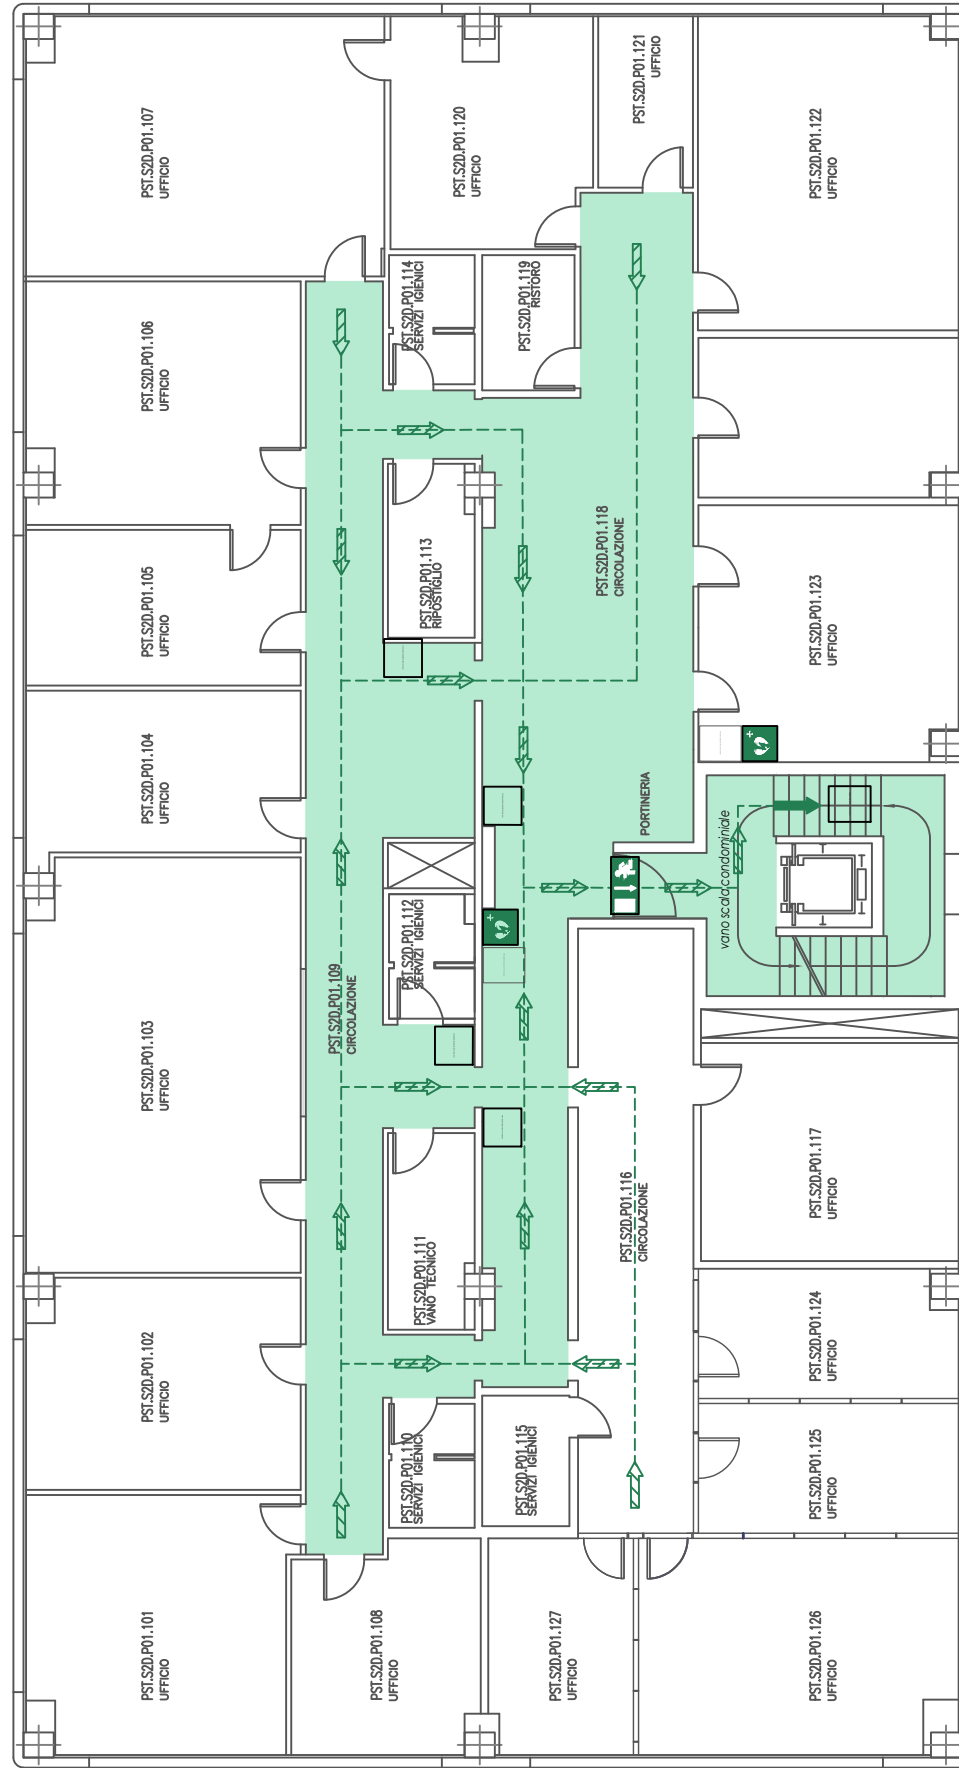 PST.S2D.P01.107
UFFICIO
PST.S2D.P01.120
UFFICIO
PST.S2D.P01.121
UFFICIO
PST.S2D.P01.122
UFFICIO
PST.S2D.P01.106
UFFICIO
PST.S2D.P01.114
SERVIZI IGIENICI
PST.S2D.P01.119
RISTORO
PST.S2D.P01.105
UFFICIO
PST.S2D.P01.113
RIPOSTIGLIO
PST.S2D.P01.118
CIRCOLAZIONE
PST.S2D.P01.123
UFFICIO
PST.S2D.P01.104
UFFICIO
PORTINERIA
vano scala condominiale
PST.S2D.P01.112
SERVIZI IGIENICI
PST.S2D.P01.109
CIRCOLAZIONE
PST.S2D.P01.103
UFFICIO
PST.S2D.P01.117
UFFICIO
PST.S2D.P01.116
CIRCOLAZIONE
PST.S2D.P01.111
VANO TECNICO
PST.S2D.P01.102
UFFICIO
PST.S2D.P01.124
UFFICIO
PST.S2D.P01.110
SERVIZI IGIENICI
PST.S2D.P01.115
SERVIZI IGIENICI
PST.S2D.P01.125
UFFICIO
PST.S2D.P01.101
UFFICIO
PST.S2D.P01.108
UFFICIO
PST.S2D.P01.127
UFFICIO
PST.S2D.P01.126
UFFICIO